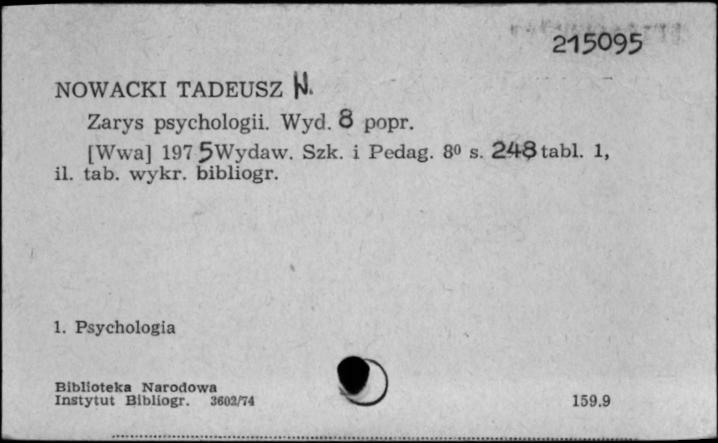 215095
NOWACKI TADEUSZ N.
Zarys psychologii. Wyd. 8 popr.
[Wwa] 1975 Wydaw. Szk. i Pedag. 8⁰ s. 248 tabl. 1,
il. tab. wykr. bibliogr.
1. Psychologia
Biblioteka Narodowa
Instytut Bibliogr. 3602/74
159.9